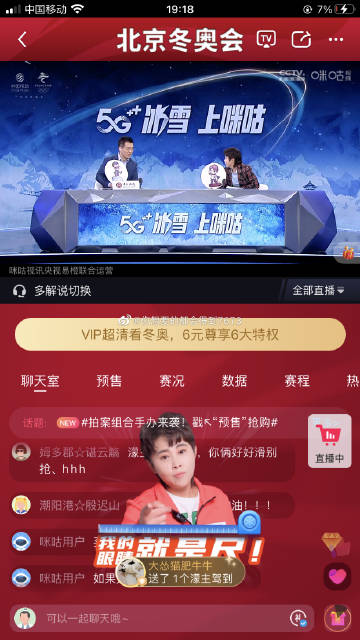 中国移动
19:18
7%
北京冬奥会
TV
CCTV 咪咕视频
5G++ 冰雪 上咪咕
5G++ 冰雪 上咪咕
咪咕视讯央视易橙联合运营
多解说切换
全部直播
VIP超清看冬奥，6元尊享6大特权
聊天室 预售 赛况 数据 赛程 热
话题: NEW #拍案组合手办来袭！戳↖“预售”抢购#
直播中
姆多郡☆谌云扁 濛主 你俩好好滑别
抢、hhh
潮阳港☆殷迟山 油！！！
咪咕用户 我的
眼睛 就是尺！
大怂猫肥牛牛
咪咕用户 如果 送了 1个濛主驾到
可以一起聊天哦~